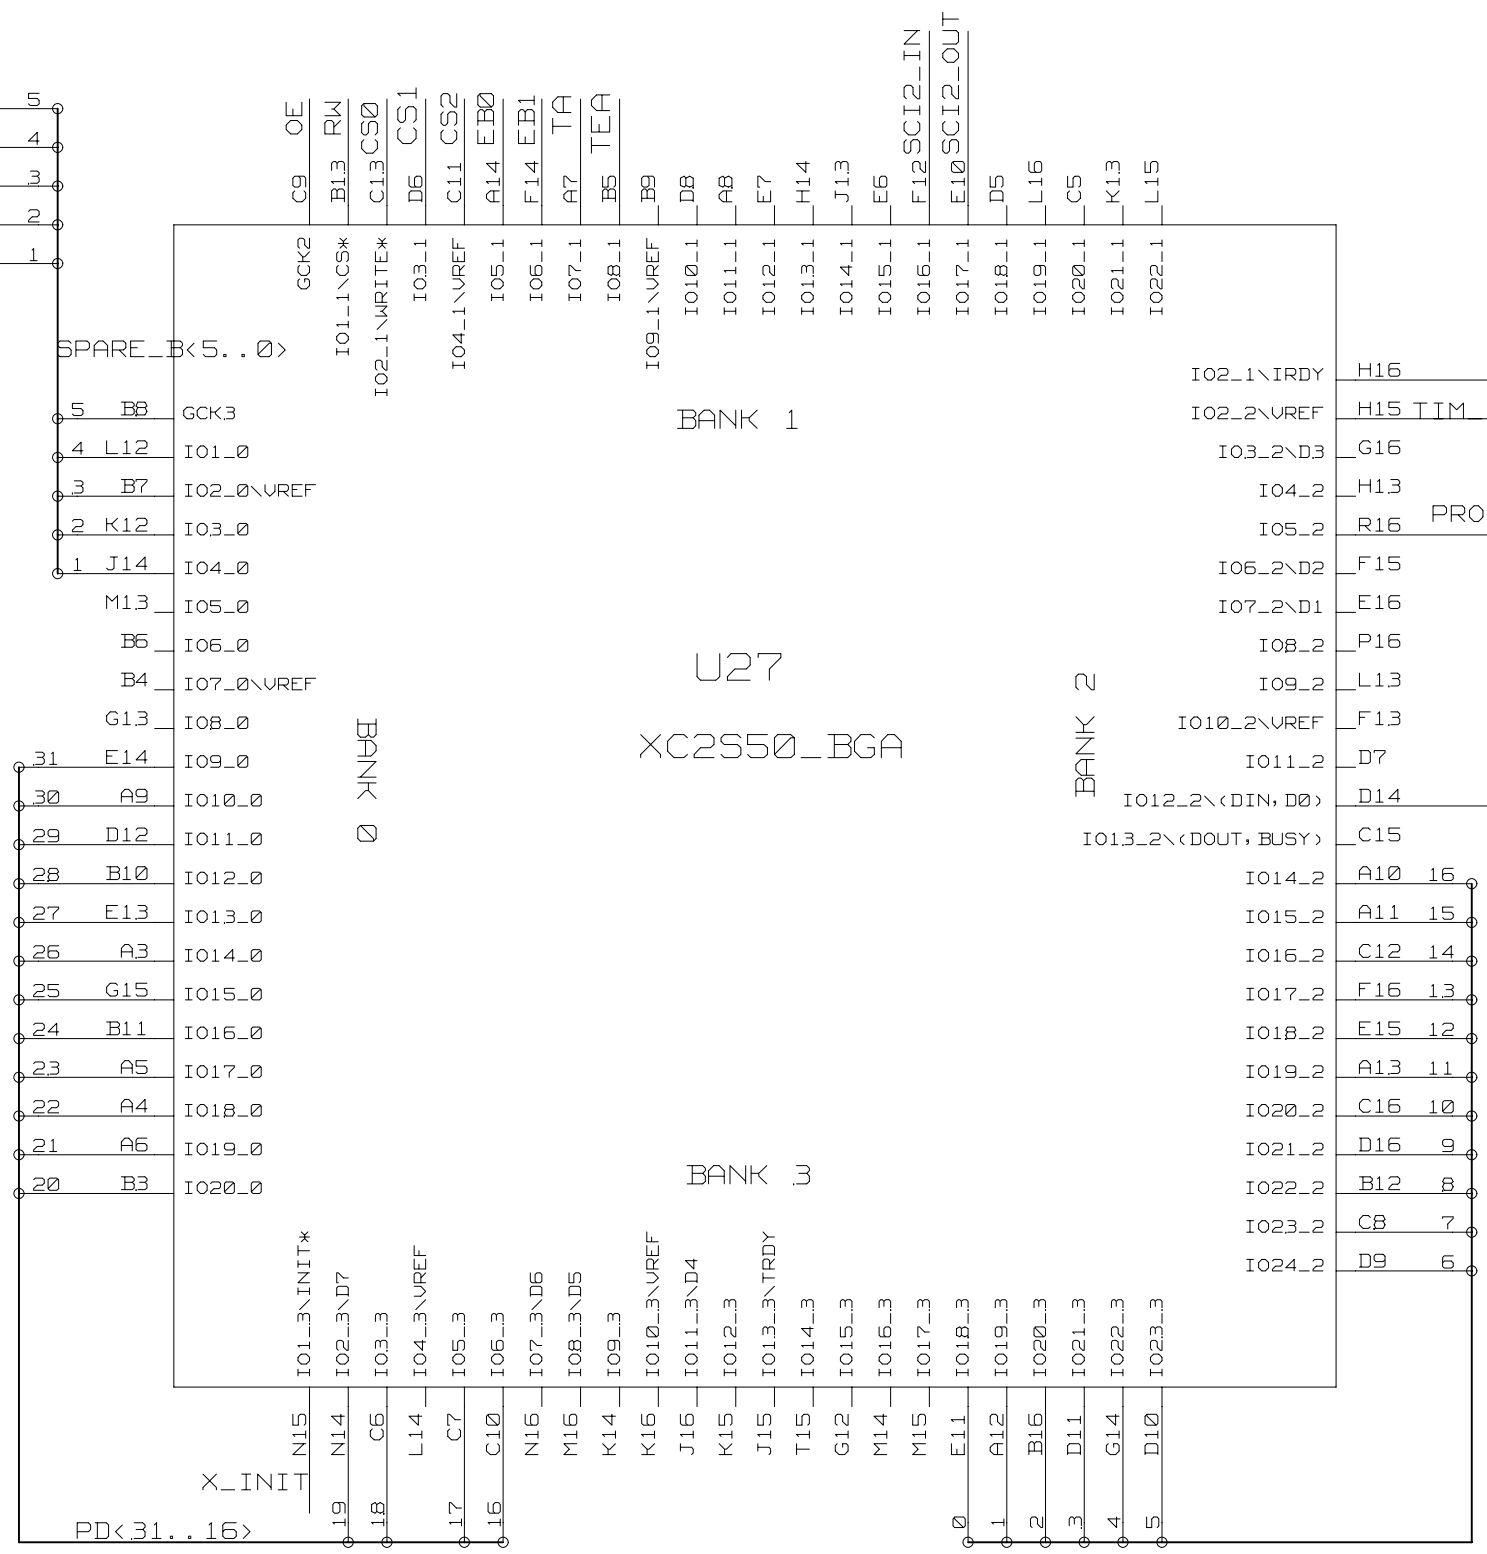 SCI2_IN
SCI2_OUT
OE
RW
CS0
CS1
CS2
EB0
EB1
TA
TEA
5
4
3
2
1
C9
B13
C13
D6
C11
A14
F14
A7
B5
B9
D8
A8
E7
H14
J13
E6
F12
E10
D5
L16
C5
K13
L15
GCK2
IO1_1\CS*
IO2_1\WRITE*
IO3_1
IO4_1\VREF
IO5_1
IO6_1
IO7_1
IO8_1
IO9_1\VREF
IO10_1
IO11_1
IO12_1
IO13_1
IO14_1
IO15_1
IO16_1
IO17_1
IO18_1
IO19_1
IO20_1
IO21_1
IO22_1
SPARE_B<5..0>
BANK 1
5 B8 GCK3
4 L12 IO1_0
3 B7 IO2_0\VREF
2 K12 IO3_0
1 J14 IO4_0
M13 IO5_0
B6 IO6_0
B4 IO7_0\VREF
G13 IO8_0
31 E14 IO9_0
30 A9 IO10_0
29 D12 IO11_0
28 B10 IO12_0
27 E13 IO13_0
26 A3 IO14_0
25 G15 IO15_0
24 B11 IO16_0
23 A5 IO17_0
22 A4 IO18_0
21 A6 IO19_0
20 B3 IO20_0
BANK 0
U27
XC2S50_BGA
BANK 2
IO2_1\IRDY H16
IO2_2\VREF H15 TIM_
IO3_2\D3 G16
IO4_2 H13
PRO
IO5_2 R16
IO6_2\D2 F15
IO7_2\D1 E16
IO8_2 P16
IO9_2 L13
IO10_2\VREF F13
IO11_2 D7
IO12_2\(DIN,D0) D14
IO13_2\(DOUT,BUSY) C15
IO14_2 A10 16
IO15_2 A11 15
IO16_2 C12 14
IO17_2 F16 13
IO18_2 E15 12
IO19_2 A13 11
IO20_2 C16 10
IO21_2 D16 9
IO22_2 B12 8
IO23_2 C8 7
IO24_2 D9 6
BANK 3
IO1_3\INIT*
IO2_3\D7
IO3_3
IO4_3\VREF
IO5_3
IO6_3
IO7_3\D6
IO8_3\D5
IO9_3
IO10_3\VREF
IO11_3\D4
IO12_3
IO13_3\TRDY
IO14_3
IO15_3
IO16_3
IO17_3
IO18_3
IO19_3
IO20_3
IO21_3
IO22_3
IO23_3
N15
N14
C6
L14
C7
C10
N16
M16
K14
K16
J16
K15
J15
T15
G12
M14
M15
E11
A12
B16
D11
G14
D10
X_INIT
19
18
17
16
0
1
2
3
4
5
PD<31..16>